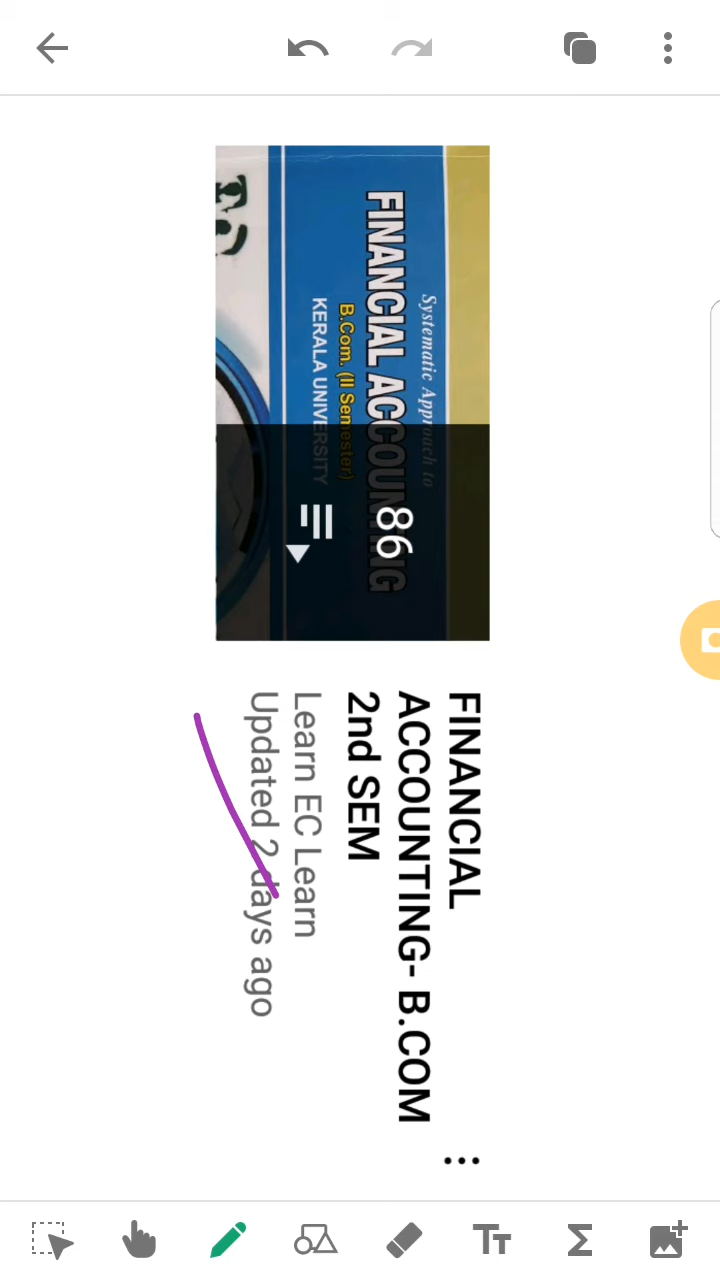 Systematic Approach to
FINANCIAL ACCOUNTING
B.Com. (II Semester)
KERALA UNIVERSITY
86
FINANCIAL
ACCOUNTING- B.COM
2nd SEM
Learn EC Learn
Updated 2 days ago
Tt
Σ